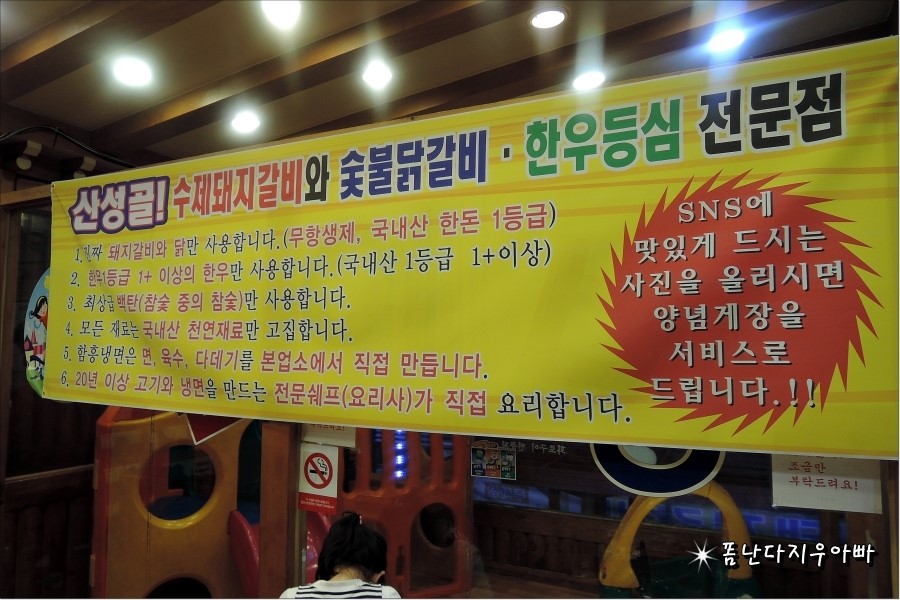 산성골! 수제돼지갈비와 숯불닭갈비 · 한우등심 전문점
1. 진짜 돼지갈비와 닭만 사용합니다.(무항생제, 국내산 한돈 1등급)
2. 한우1등급 1+ 이상의 한우만 사용합니다.(국내산 1등급 1+이상)
3. 최상급 백탄(참숯 중의 참숯)만 사용합니다.
4. 모든 재료는 국내산 천연재료만 고집합니다.
5. 함흥냉면은 면, 육수, 다데기를 본업소에서 직접 만듭니다.
6. 20년 이상 고기와 냉면을 만드는 전문쉐프(요리사)가 직접 요리합니다.
SNS에
맛있게 드시는
사진을 올리시면
양념게장을
서비스로
드립니다.!!
조금만
부탁드려요!
폼난다지우아빠